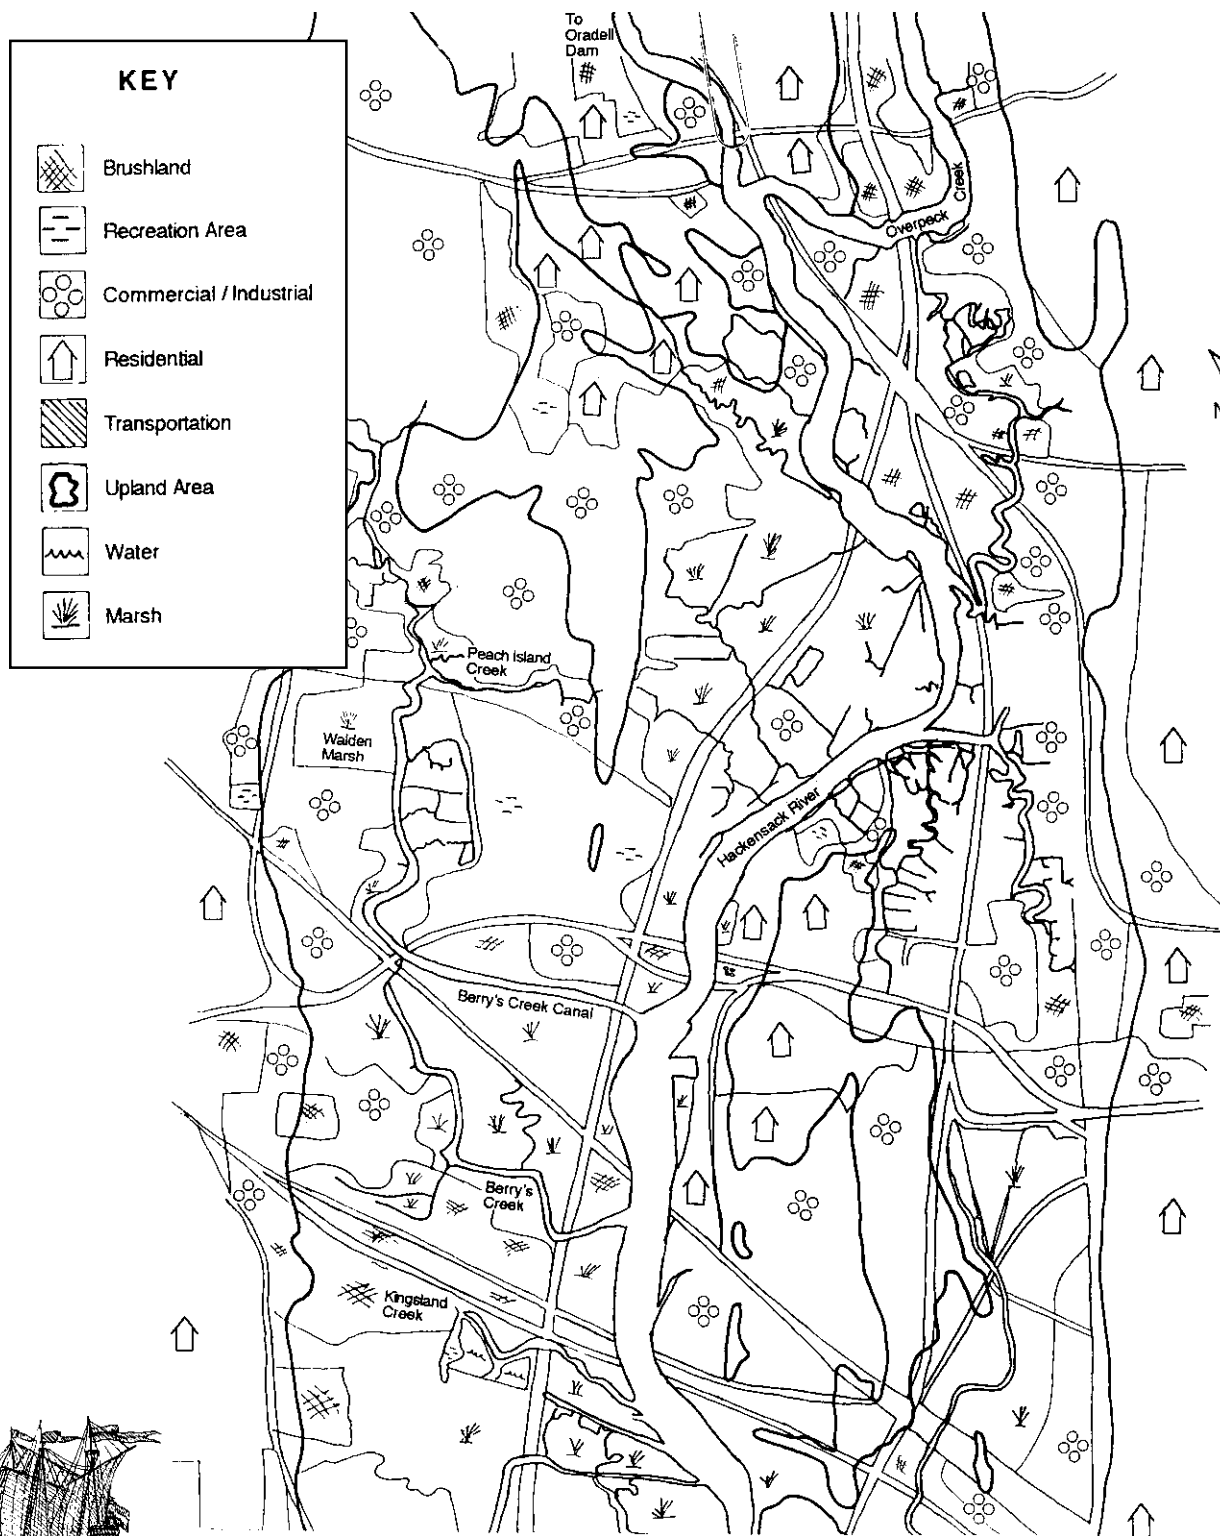 To
Oradell
Dam
KEY
Brushland
Recreation Area
Commercial / Industrial
Residential
Transportation
Upland Area
Water
Marsh
Overpeck
Creek
Peach Island
Creek
Walden
Marsh
Hackensack River
Berry's Creek Canal
Berry's
Creek
Kingsland
Creek